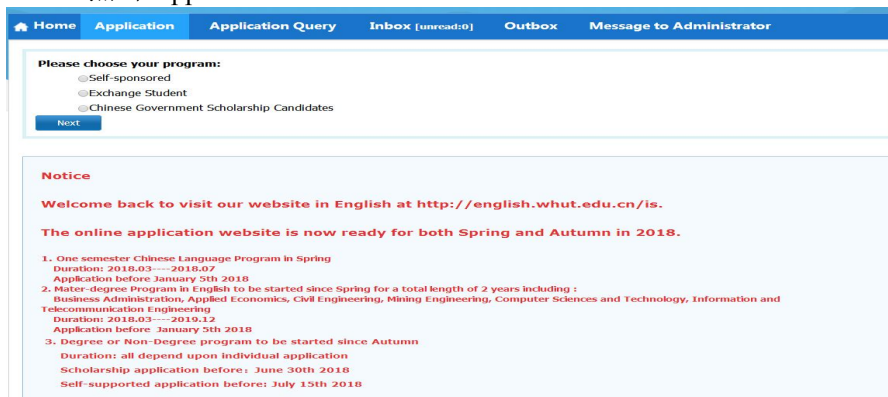 Home Application Application Query Inbox [unread:0] Outbox Message to Administrator
Please choose your program:
Self-sponsored
Exchange Student
Chinese Government Scholarship Candidates
Next
Notice
Welcome back to visit our website in English at http://english.whut.edu.cn/is.
The online application website is now ready for both Spring and Autumn in 2018.
1. One semester Chinese Language Program in Spring
Duration: 2018.03----2018.07
Application before January 5th 2018
2. Mater-degree Program in English to be started since Spring for a total length of 2 years including :
Business Administration, Applied Economics, Civil Engineering, Mining Engineering, Computer Sciences and Technology, Information and
Telecommunication Engineering
Duration: 2018.03----2019.12
Application before January 5th 2018
3. Degree or Non-Degree program to be started since Autumn
Duration: all depend upon individual application
Scholarship application before: June 30th 2018
Self-supported application before: July 15th 2018